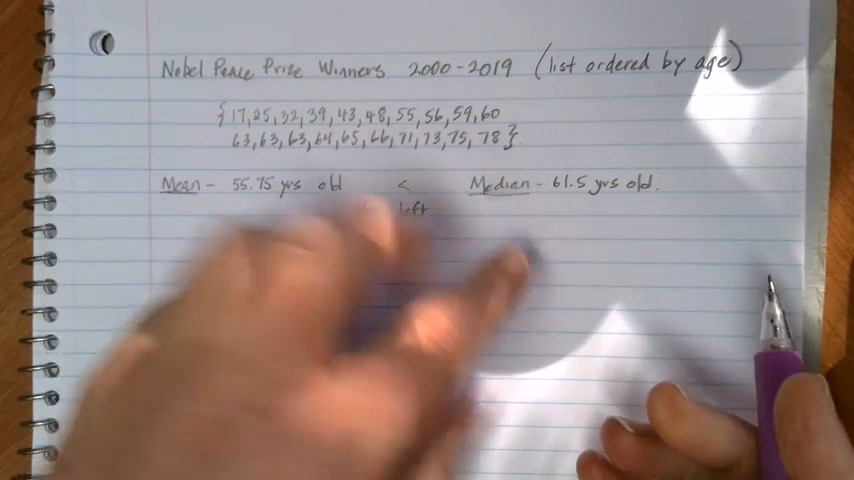 Nobel Peace Prize Winners 2000-2019 (list ordered by age)
{17, 25, 32, 39, 43, 48, 55, 56, 59, 60
63, 63, 63, 64, 65, 66, 71, 73, 75, 78}
Mean - 55.75 yrs old < Median - 61.5 yrs old.
left